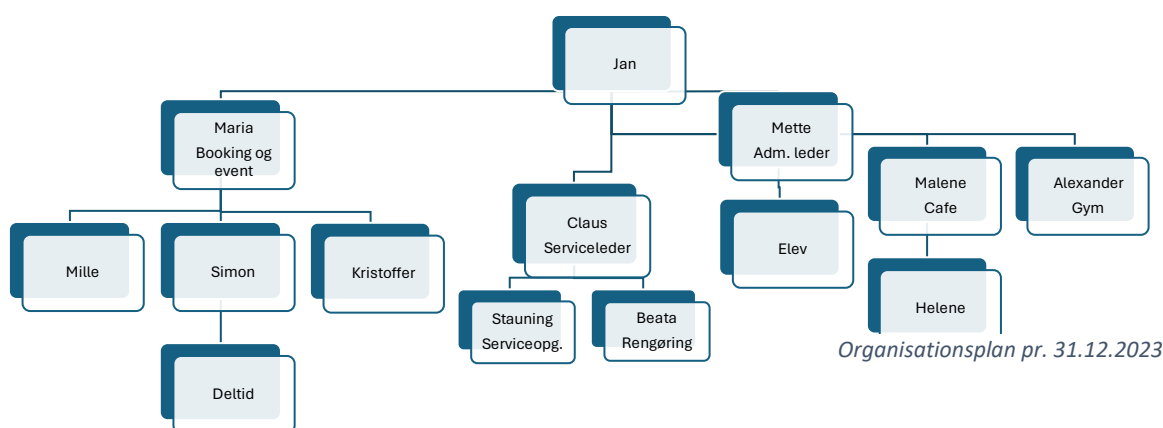 Jan
Maria
Booking og
event
Mette
Adm. leder
Malene
Cafe
Alexander
Gym
Claus
Serviceleder
Mille
Simon
Kristoffer
Elev
Stauning
Serviceopg.
Beata
Rengøring
Helene
Organisationsplan pr. 31.12.2023
Deltid